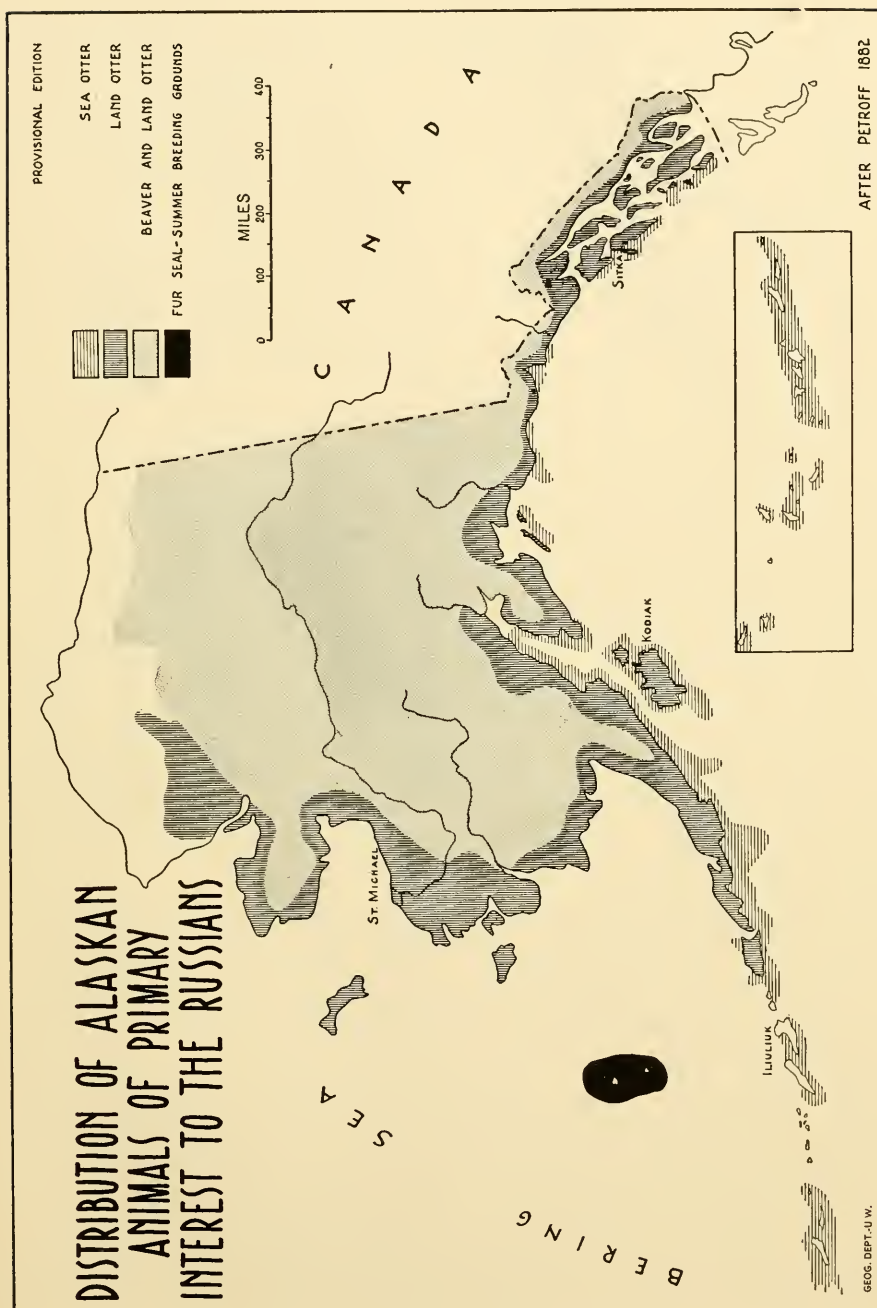 DISTRIBUTION OF ALASKAN
ANIMALS OF PRIMARY
INTEREST TO THE RUSSIANS
PROVISIONAL EDITION
SEA OTTER
LAND OTTER
BEAVER AND LAND OTTER
FUR SEAL-SUMMER BREEDING GROUNDS
MILES
0 100 200 300 400
CANADA
SITKA
KODIAK
ST. MICHAEL
ILIULIUK
BERING SEA
GEOG. DEPT.-U W.
AFTER PETROFF 1882